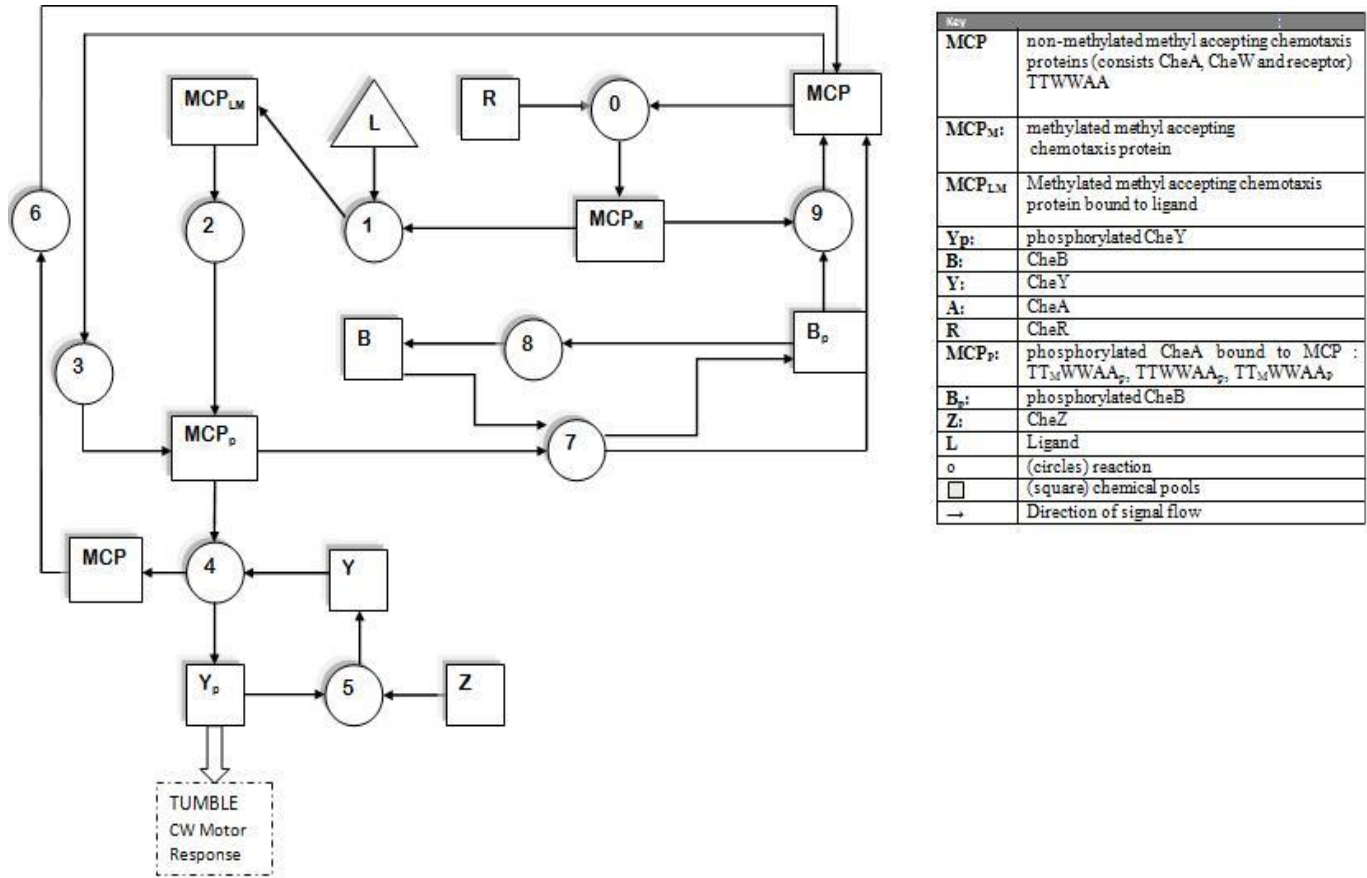 MCP_LM
L
R
0
MCP
6
2
1
MCP_M
9
3
B
8
B_p
MCP_p
7
MCP
4
Y
Y_p
5
Z
TUMBLE
CW Motor
Response
Key :
MCP non-methylated methyl accepting chemotaxis
proteins (consists CheA, CheW and receptor)
TTWWAA
MCP_M: methylated methyl accepting
chemotaxis protein
MCP_LM Methylated methyl accepting chemotaxis
protein bound to ligand
Yp: phosphorylated CheY
B: CheB
Y: CheY
A: CheA
R CheR
MCP_P: phosphorylated CheA bound to MCP :
TT_MWWAA_p, TTWWAA_p, TT_MWWAA_P
B_p: phosphorylated CheB
Z: CheZ
L Ligand
o (circles) reaction
(square) chemical pools
→ Direction of signal flow